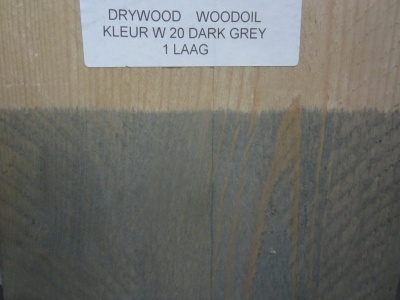 DRYWOOD WOODOIL
KLEUR W 20 DARK GREY
1 LAAG